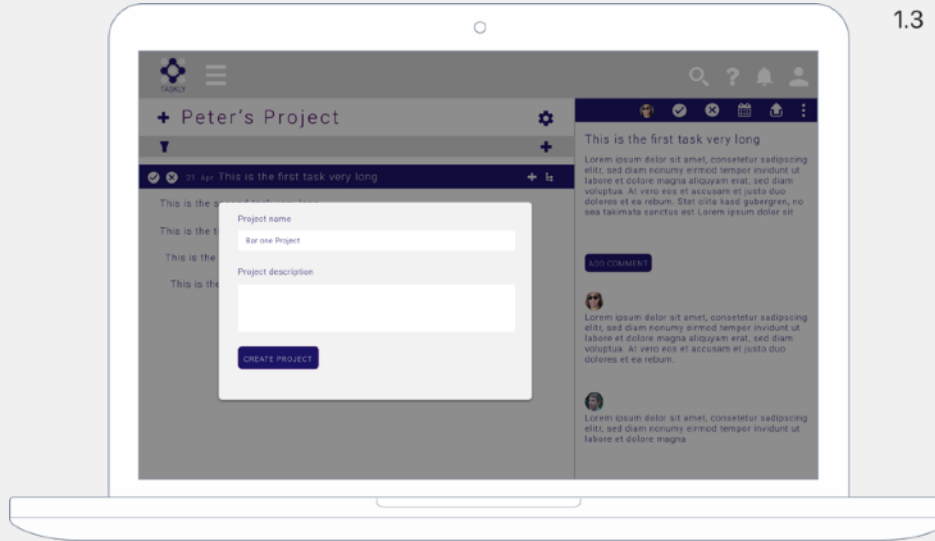 1.3
TASKLY
?
+ Peter's Project
21 Apr This is the first task very long
This is the second task very long
This is the t
This is the
This is the
Project name
Bar one Project
Project description
CREATE PROJECT
This is the first task very long
Lorem ipsum dolor sit amet, consetetur sadipscing
elitr, sed diam nonumy eirmod tempor invidunt ut
labore et dolore magna aliquyam erat, sed diam
voluptua. At vero eos et accusam et justo duo
dolores et ea rebum. Stet clita kasd gubergren, no
sea takimata sanctus est Lorem ipsum dolor sit
ADD COMMENT
Lorem ipsum dolor sit amet, consetetur sadipscing
elitr, sed diam nonumy eirmod tempor invidunt ut
labore et dolore magna aliquyam erat, sed diam
voluptua. At vero eos et accusam et justo duo
dolores et ea rebum.
Lorem ipsum dolor sit amet, consetetur sadipscing
elitr, sed diam nonumy eirmod tempor invidunt ut
labore et dolore magna